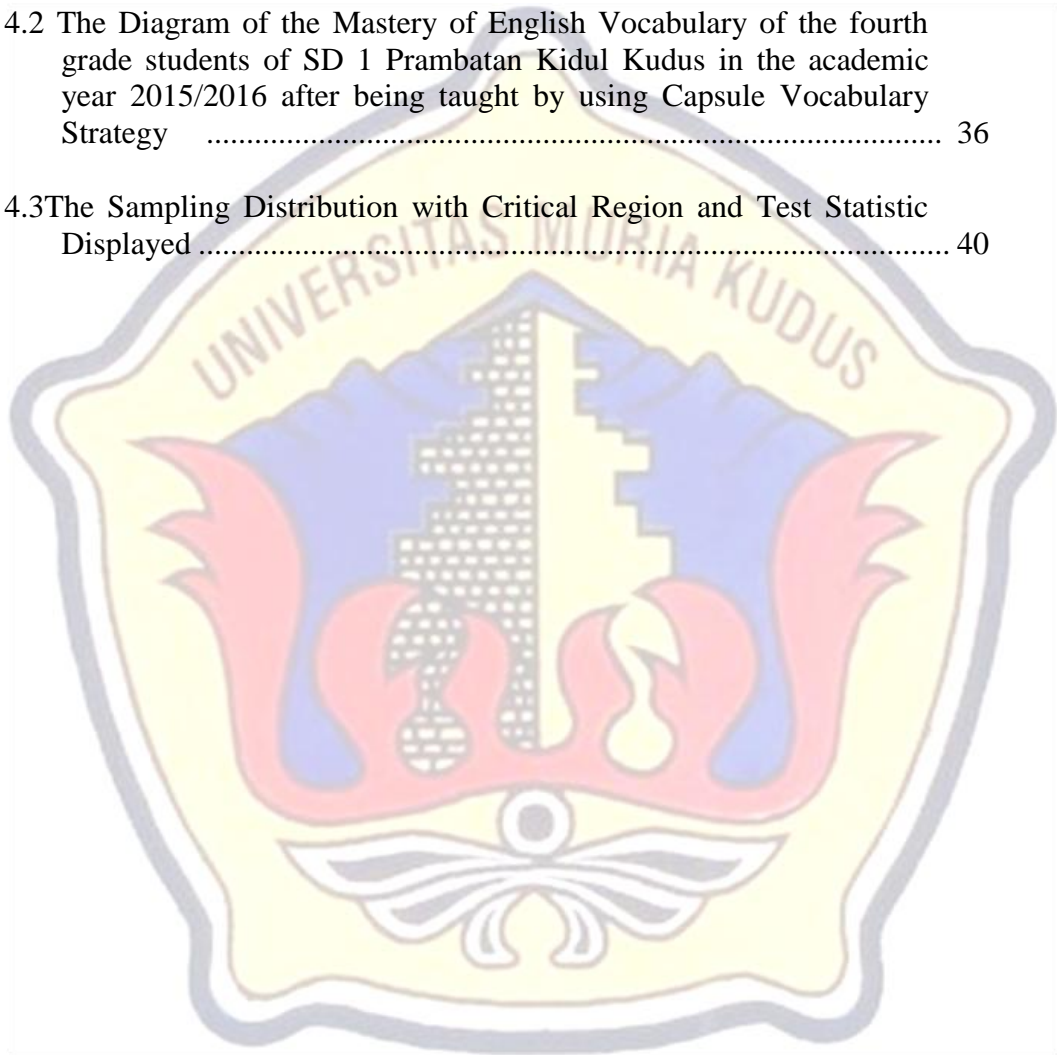 4.2 The Diagram of the Mastery of English Vocabulary of the fourth
grade students of SD 1 Prambatan Kidul Kudus in the academic
year 2015/2016 after being taught by using Capsule Vocabulary
Strategy .............................................................................................. 36
4.3The Sampling Distribution with Critical Region and Test Statistic
Displayed ................................................................................................ 40
UNIVERSITAS MURIA KUDUS